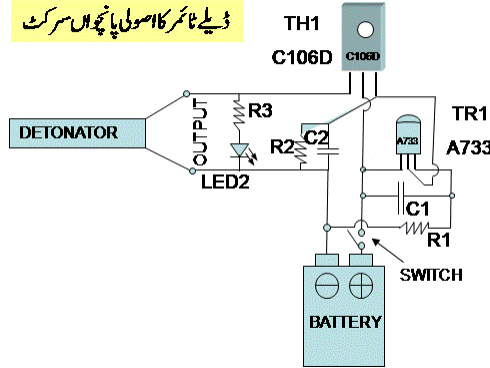 ڈیلے ٹائمر کا اصولی پانچواں سرکٹ
TH1
C106D
C106D
DETONATOR
OUTPUT
R3
R2
C2
LED2
TR1
A733
A733
C1
R1
SWITCH
− +
BATTERY